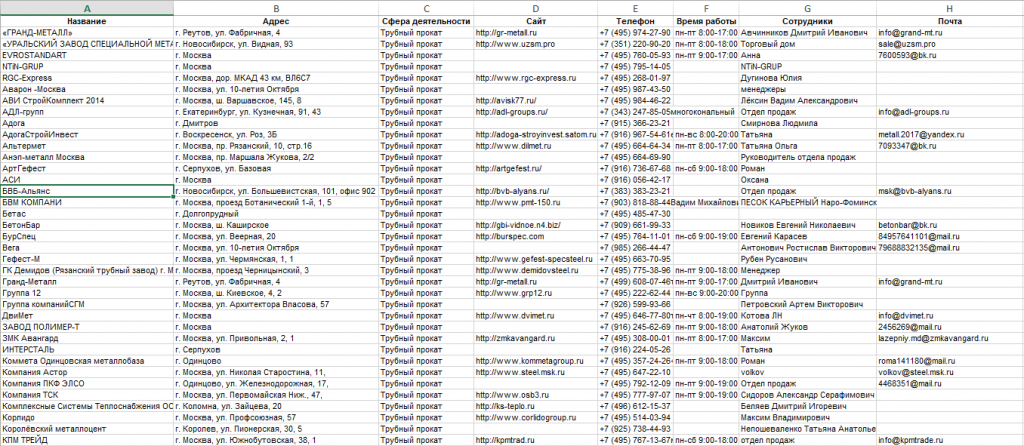 A B C D E F G H
Название Адрес Сфера деятельности Сайт Телефон Время работы Сотрудники Почта
«ГРАНД-МЕТАЛЛ» г. Реутов, ул. Фабричная, 4 Трубный прокат http://gr-metall.ru +7 (495) 974-27-90 пн-пт 8:00-17:00 Авчинников Дмитрий Иванович info@grand-mt.ru
«УРАЛЬСКИЙ ЗАВОД СПЕЦИАЛЬНОЙ МЕТА г. Новосибирск, ул. Видная, 93 Трубный прокат http://www.uzsm.pro +7 (351) 220-90-20 пн-пт 08:00-18:00 Торговый дом sale@uzsm.pro
EVROSTANDART г. Москва Трубный прокат +7 (495) 760-05-93 пн-пт 9:00-17:00 Анна 7600593@bk.ru
NTiN-GRUP г. Москва Трубный прокат +7 (495) 795-14-05 NTiN-GRUP
RGC-Express г. Москва, дор. МКАД 43 км, ВЛ6С7 Трубный прокат http://www.rgc-express.ru +7 (495) 268-01-97 Дугинова Юлия
Аварон -Москва г. Москва, ул. 10-летия Октября Трубный прокат +7 (495) 987-43-50 менеджеры
АВИ СтройКомплект 2014 г. Москва, ш. Варшавское, 145, 8 Трубный прокат http://avisk77.ru/ +7 (495) 984-46-22 Лёксин Вадим Александрович
АДЛ-групп г. Екатеринбург, ул. Кузнечная, 91, 43 Трубный прокат http://adl-groups.ru/ +7 (343) 247-85-05 многокональный Отдел продаж info@adl-groups.ru
Адога г. Дмитров Трубный прокат +7 (915) 366-23-21 Смирнова Людмила
АдогаСтройИнвест г. Воскресенск, ул. Роз, 3Б Трубный прокат http://adoga-stroyinvest.satom.ru +7 (916) 967-54-61 пн-вс 8:00-20:00 Татьяна metall.2017@yandex.ru
Альтермет г. Москва, пр. Рязанский, 10, стр.16 Трубный прокат http://www.dilmet.ru +7 (495) 664-64-34 пн-пт 10:00-17:00 Татьяна Ольга 7093347@bk.ru
Анэп-металл Москва г. Москва, пр. Маршала Жукова, 2/2 Трубный прокат +7 (495) 664-69-90 Руководитель отдела продаж
АртГефест г. Серпухов, ул. Базовая Трубный прокат http://artgefest.ru/ +7 (916) 736-67-68 пн-сб 9:00-18:00 Роман
АСИ г. Москва Трубный прокат +7 (916) 056-42-17 Оксана
БВБ-Альянс г. Новосибирск, ул. Большевистская, 101, офис 902 Трубный прокат http://bvb-alyans.ru/ +7 (383) 383-23-21 Отдел продаж msk@bvb-alyans.ru
БВМ КОМПАНИ г. Москва, проезд Ботанический 1-й, 1, 5 Трубный прокат http://www.pmt-150.ru +7 (903) 818-88-44 Вадим Михайлови ПЕСОК КАРЬЕРНЫЙ Наро-Фоминск
Бетас г. Долгопрудный Трубный прокат +7 (495) 485-47-30
БетонБар г. Москва, ш. Каширское Трубный прокат http://gbi-vidnoe.n4.biz/ +7 (909) 661-99-33 Новиков Евгений Николаевич betonbar@bk.ru
БурСпец г. Москва, ул. Веерная, 20 Трубный прокат http://burspec.com +7 (495) 764-11-01 пн-сб 9:00-19:00 Евгений Карасев 84957641101@mail.ru
Вега г. Москва, ул. 10-летия Октября Трубный прокат +7 (985) 266-44-47 Антонович Ростислав Викторович 79688832135@mail.ru
Гефест-М г. Москва, ул. Чермянская, 1, 1 Трубный прокат http://www.gefest-specsteel.ru +7 (495) 663-70-95 Рубен Русанович
ГК Демидов (Рязанский трубный завод) г. М г. Москва, проезд Черницынский, 3 Трубный прокат http://www.demidovsteel.ru +7 (495) 775-38-96 пн-пт 9:00-18:00 Менеджер
Гранд-Металл г. Реутов, ул. Фабричная, 4 Трубный прокат http://gr-metall.ru +7 (499) 608-07-46 пн-пт 9:00-17:00 Дмитрий Иванович info@grand-mt.ru
Группа 12 г. Москва, ш. Киевское, 4, 2 Трубный прокат http://www.grp12.ru +7 (495) 222-62-44 пн-вс 9:00-20:00 Группа
Группа компанийСГМ г. Москва, ул. Архитектора Власова, 57 Трубный прокат +7 (926) 599-93-66 Петровский Артем Викторович
ДвиМет г. Москва Трубный прокат http://www.dvimet.ru +7 (495) 646-77-80 пн-чт 8:00-19:00 Котова ЛН info@dvimet.ru
ЗАВОД ПОЛИМЕР-Т г. Москва Трубный прокат +7 (916) 245-62-69 пн-пт 8:00-18:00 Анатолий Жуков 2456269@mail.ru
ЗМК Авангард г. Москва, ул. Привольная, 2, 1 Трубный прокат http://zmkavangard.ru +7 (495) 308-00-01 пн-пт 8:00-17:00 Максим lazepniy.md@zmkavangard.ru
ИНТЕРСТАЛЬ г. Серпухов Трубный прокат +7 (916) 224-05-26 Татьяна
Коммета Одинцовская металлобаза г. Одинцово Трубный прокат http://www.kommetagroup.ru +7 (495) 357-24-26 пн-пт 9:00-18:00 Роман roma141180@mail.ru
Компания Астор г. Москва, ул. Николая Старостина, 11, Трубный прокат http://www.steel.msk.ru +7 (495) 647-22-10 volkov volkov@steel.msk.ru
Компания ПКФ ЭЛСО г. Одинцово, ул. Железнодорожная, 17, Трубный прокат +7 (495) 792-12-09 пн-пт 9:00-19:00 Отдел продаж 4468351@mail.ru
Компания ТСК г. Москва, ул. Первомайская Ниж., 47, Трубный прокат http://www.osb3.ru +7 (495) 777-97-07 пн-пт 9:00-19:00 Сидоров Александр Серафимович
Комплексные Системы Теплоснабжения ОС г. Коломна, ул. Зайцева, 20 Трубный прокат http://ks-teplo.ru +7 (496) 612-15-37 Беляев Дмитрий Игоревич
Корлидо г. Москва, ул. Профсоюзная, 57 Трубный прокат http://www.corlidogroup.ru +7 (495) 514-03-94 Максим Владимирович
Королёвский металлоцентр г. Королев, ул. Пионерская, 30, 5 Трубный прокат +7 (925) 738-44-93 Непошеваленко Татьяна Анатолье
КПМ ТРЕЙД г. Москва, ул. Южнобутовская, 38, 1 Трубный прокат http://kpmtrad.ru +7 (495) 767-13-67 пн-пт 9:00-18:00 отдел продаж info@kpmtrade.ru